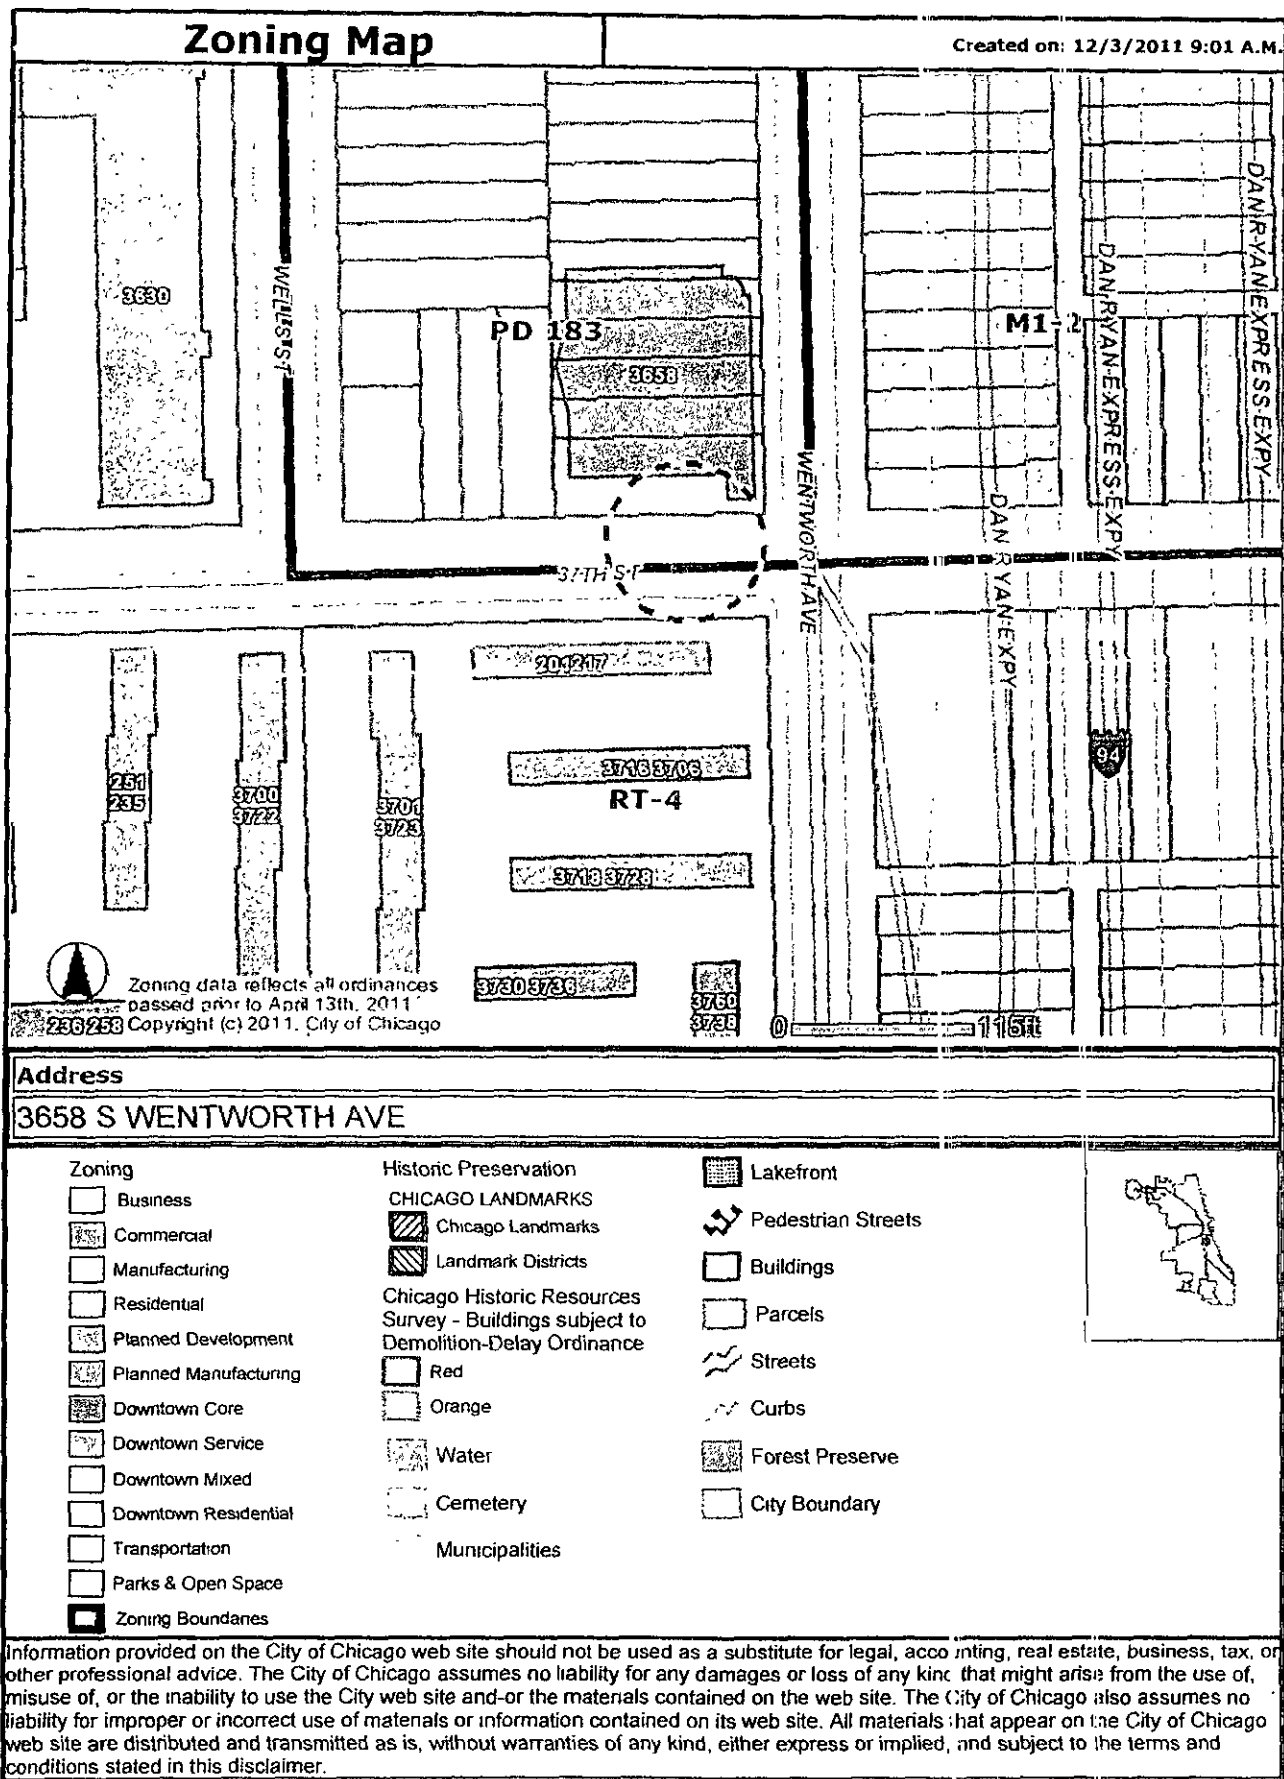 Zoning Map
Created on: 12/3/2011 9:01 A.M.
3630
WELLS ST
PD 183
3658
WENTWORTH AVE
M1-2
DAN RYAN EXPY
DAN RYAN EXPRESS EXPY
DAN RYAN EXPRESS EXPY
37TH ST
201 217
251
235
3700
3722
3701
3723
3716 3706
RT-4
3718 3728
94
3730 3736
3760
3738
Zoning data reflects all ordinances
passed prior to April 13th, 2011
236 258
Copyright (c) 2011, City of Chicago
0 115ft
Address
3658 S WENTWORTH AVE
Zoning
Business
Commercial
Manufacturing
Residential
Planned Development
Planned Manufacturing
Downtown Core
Downtown Service
Downtown Mixed
Downtown Residential
Transportation
Parks & Open Space
Zoning Boundaries
Historic Preservation
CHICAGO LANDMARKS
Chicago Landmarks
Landmark Districts
Chicago Historic Resources
Survey - Buildings subject to
Demolition-Delay Ordinance
Red
Orange
Water
Cemetery
Municipalities
Lakefront
Pedestrian Streets
Buildings
Parcels
Streets
Curbs
Forest Preserve
City Boundary
Information provided on the City of Chicago web site should not be used as a substitute for legal, accounting, real estate, business, tax, or
other professional advice. The City of Chicago assumes no liability for any damages or loss of any kind that might arise from the use of,
misuse of, or the inability to use the City web site and-or the materials contained on the web site. The City of Chicago also assumes no
liability for improper or incorrect use of materials or information contained on its web site. All materials that appear on the City of Chicago
web site are distributed and transmitted as is, without warranties of any kind, either express or implied, and subject to the terms and
conditions stated in this disclaimer.